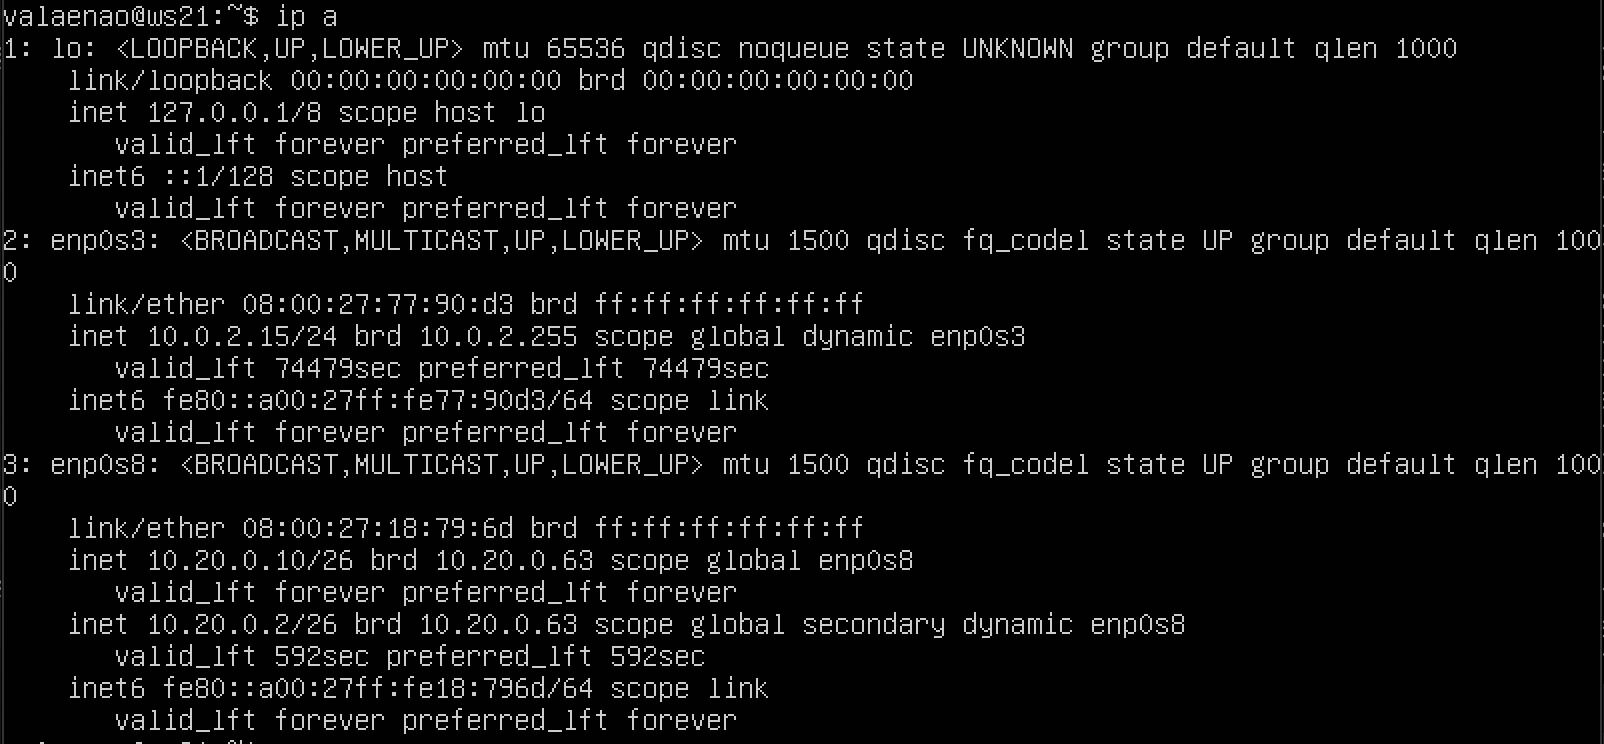 valaenao@ws21:~$ ip a
1: lo: <LOOPBACK,UP,LOWER_UP> mtu 65536 qdisc noqueue state UNKNOWN group default qlen 1000
    link/loopback 00:00:00:00:00:00 brd 00:00:00:00:00:00
    inet 127.0.0.1/8 scope host lo
       valid_lft forever preferred_lft forever
    inet6 ::1/128 scope host
       valid_lft forever preferred_lft forever
2: enp0s3: <BROADCAST,MULTICAST,UP,LOWER_UP> mtu 1500 qdisc fq_codel state UP group default qlen 100
0
    link/ether 08:00:27:77:90:d3 brd ff:ff:ff:ff:ff:ff
    inet 10.0.2.15/24 brd 10.0.2.255 scope global dynamic enp0s3
       valid_lft 74479sec preferred_lft 74479sec
    inet6 fe80::a00:27ff:fe77:90d3/64 scope link
       valid_lft forever preferred_lft forever
3: enp0s8: <BROADCAST,MULTICAST,UP,LOWER_UP> mtu 1500 qdisc fq_codel state UP group default qlen 100
0
    link/ether 08:00:27:18:79:6d brd ff:ff:ff:ff:ff:ff
    inet 10.20.0.10/26 brd 10.20.0.63 scope global enp0s8
       valid_lft forever preferred_lft forever
    inet 10.20.0.2/26 brd 10.20.0.63 scope global secondary dynamic enp0s8
       valid_lft 592sec preferred_lft 592sec
    inet6 fe80::a00:27ff:fe18:796d/64 scope link
       valid_lft forever preferred_lft forever